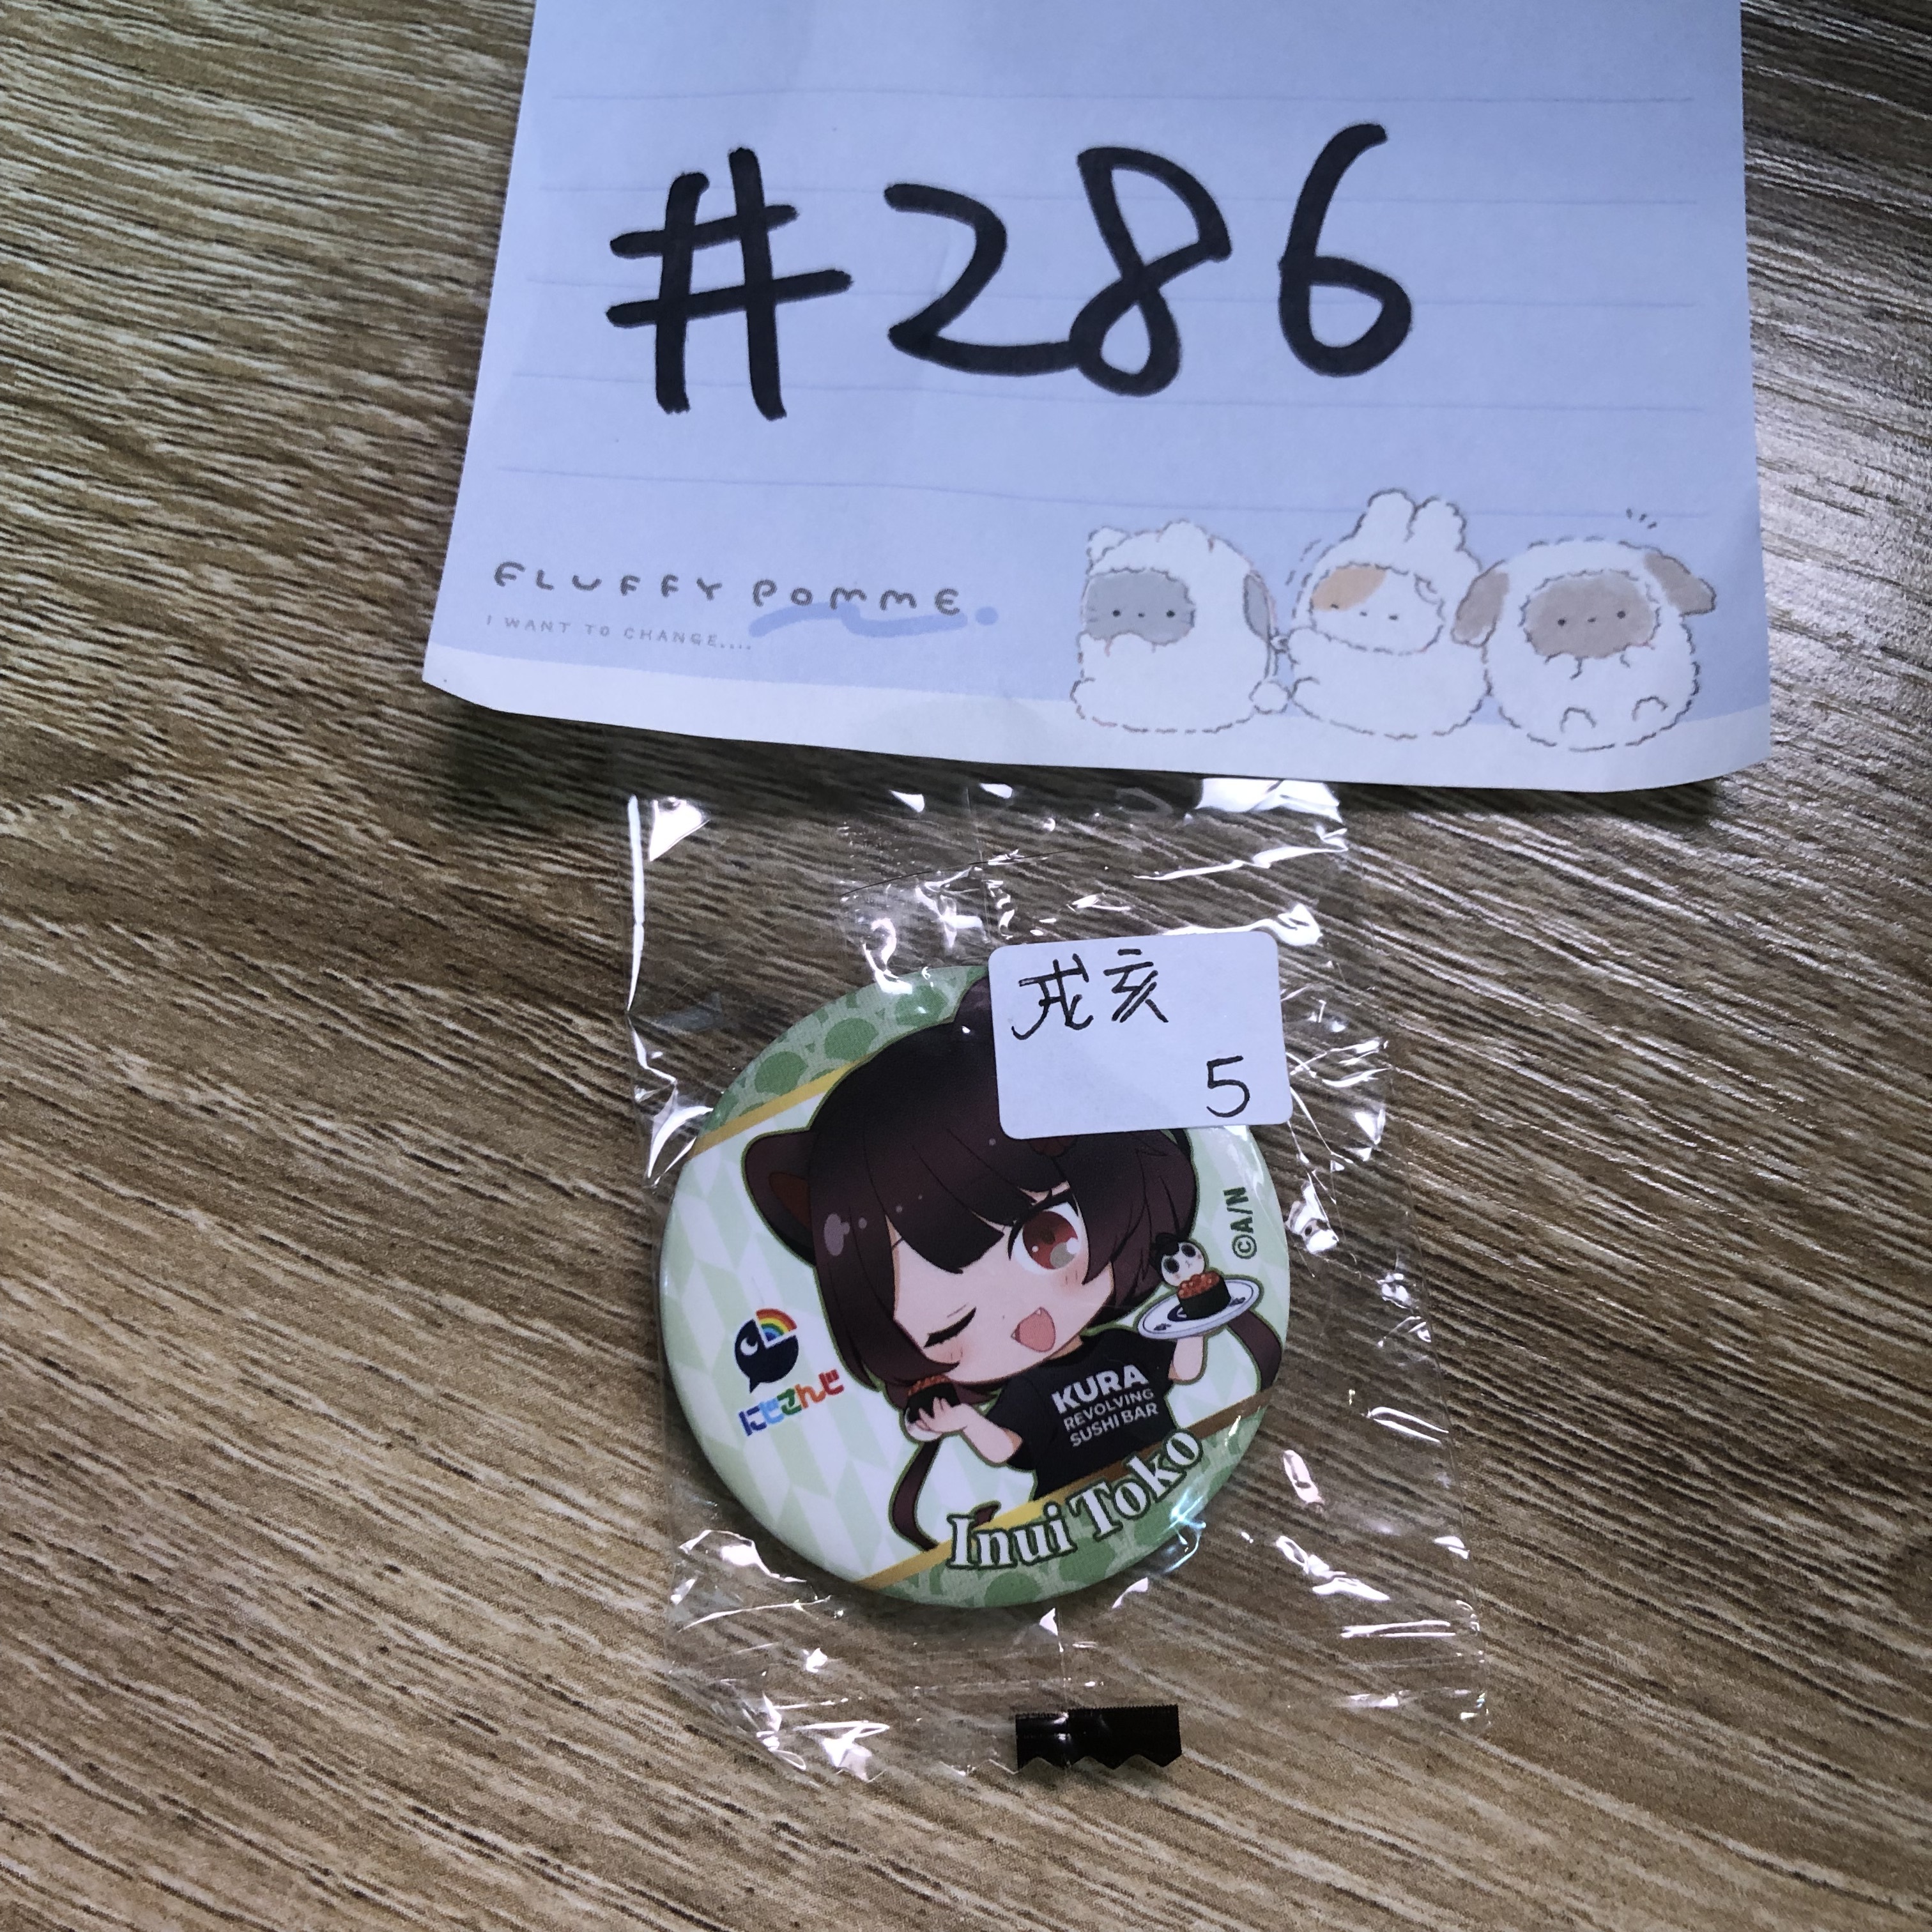 #286
FLUFFY POMME
I WANT TO CHANGE....
戌亥
5
©A/N
にじさんじ
KURA
REVOLVING
SUSHI BAR
Inui Toko